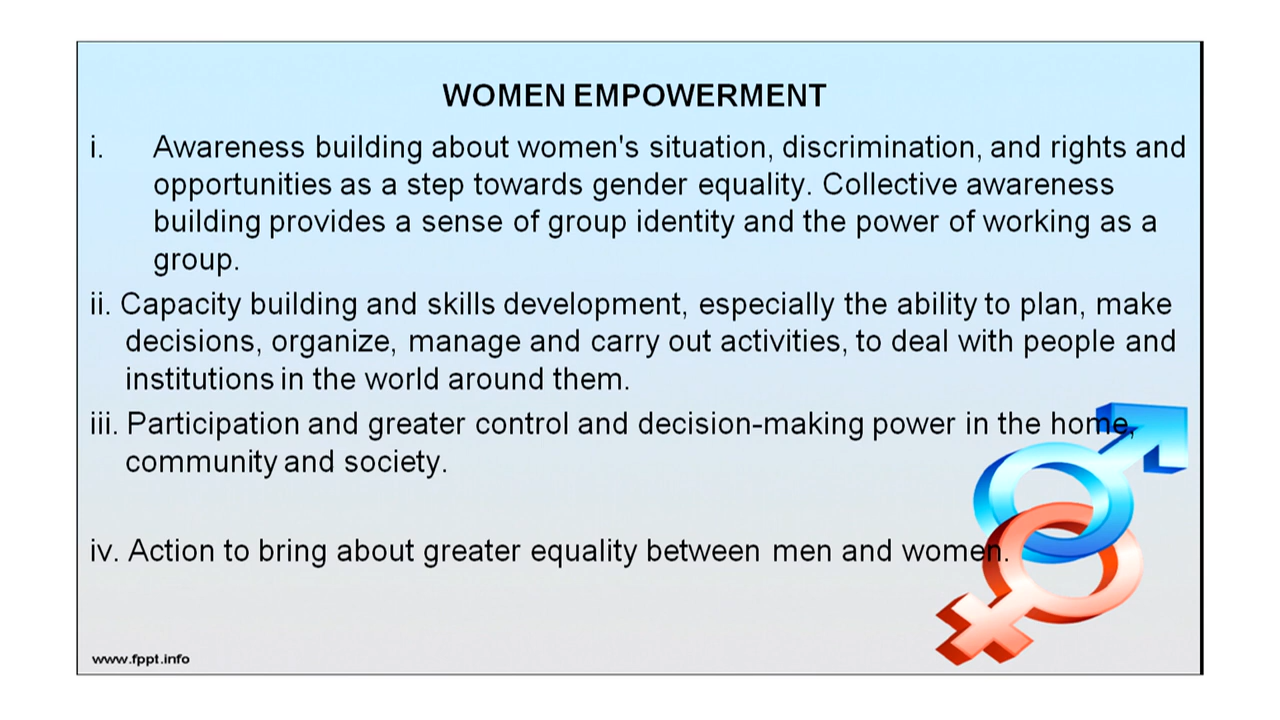 WOMEN EMPOWERMENT
i. Awareness building about women's situation, discrimination, and rights and
opportunities as a step towards gender equality. Collective awareness
building provides a sense of group identity and the power of working as a
group.
ii. Capacity building and skills development, especially the ability to plan, make
decisions, organize, manage and carry out activities, to deal with people and
institutions in the world around them.
iii. Participation and greater control and decision-making power in the home,
community and society.
iv. Action to bring about greater equality between men and women.
www.fppt.info